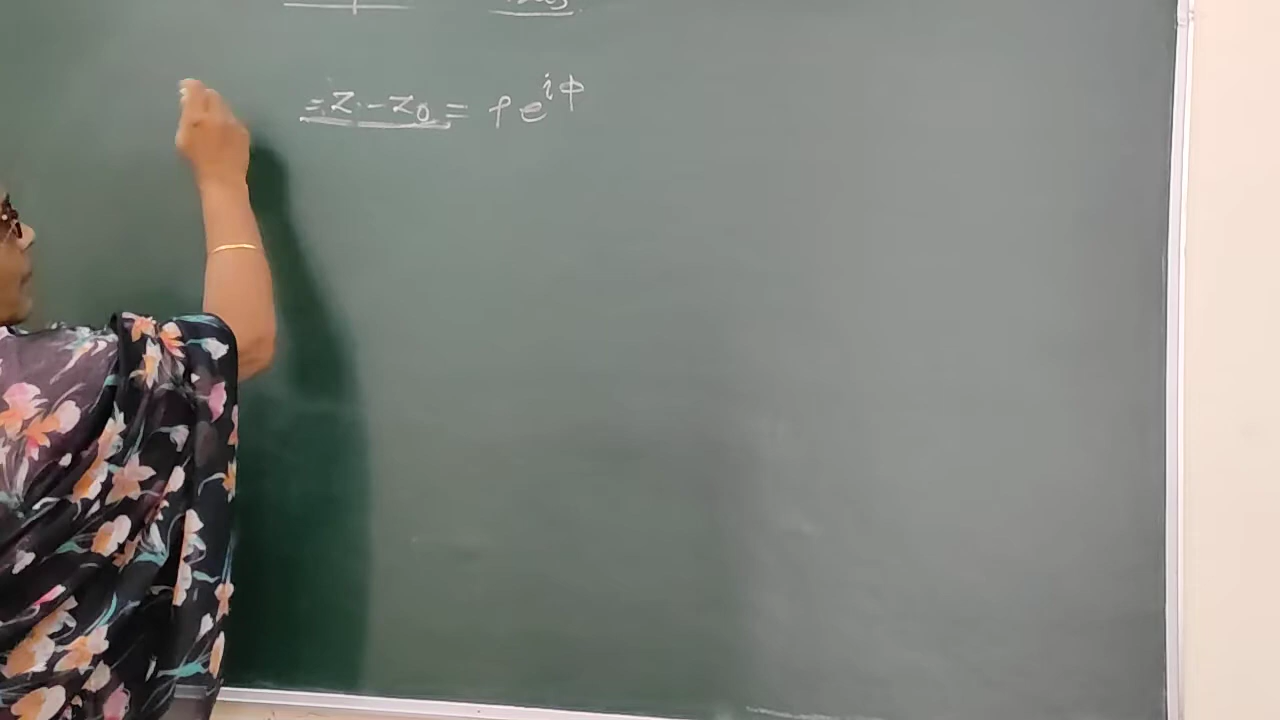 = z - z₀ = ρe^{iφ}